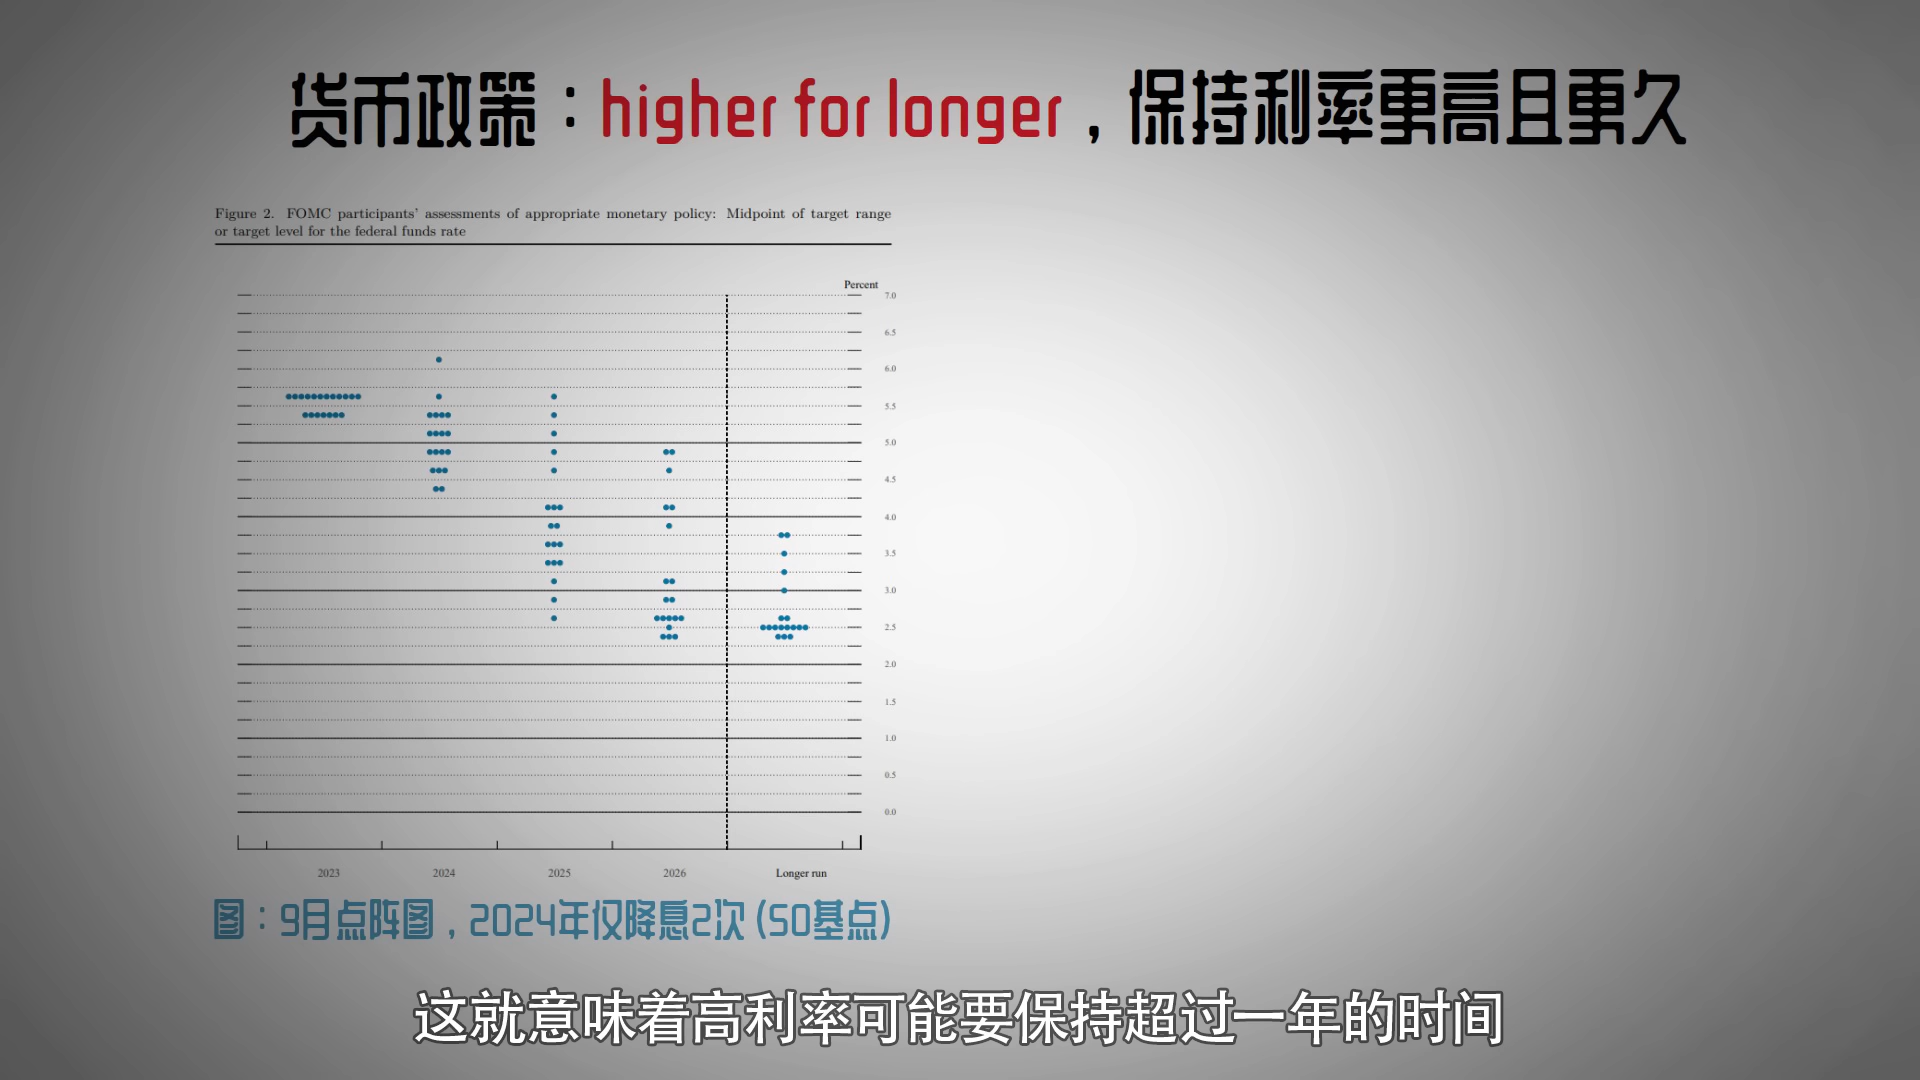 货币政策：higher for longer，保持利率更高且更久
Figure 2. FOMC participants' assessments of appropriate monetary policy: Midpoint of target range
or target level for the federal funds rate
Percent
7.0
6.5
6.0
5.5
5.0
4.5
4.0
3.5
3.0
2.5
2.0
1.5
1.0
0.5
0.0
2023 2024 2025 2026 Longer run
图：9月点阵图，2024年仅降息2次(50基点)
这就意味着高利率可能要保持超过一年的时间